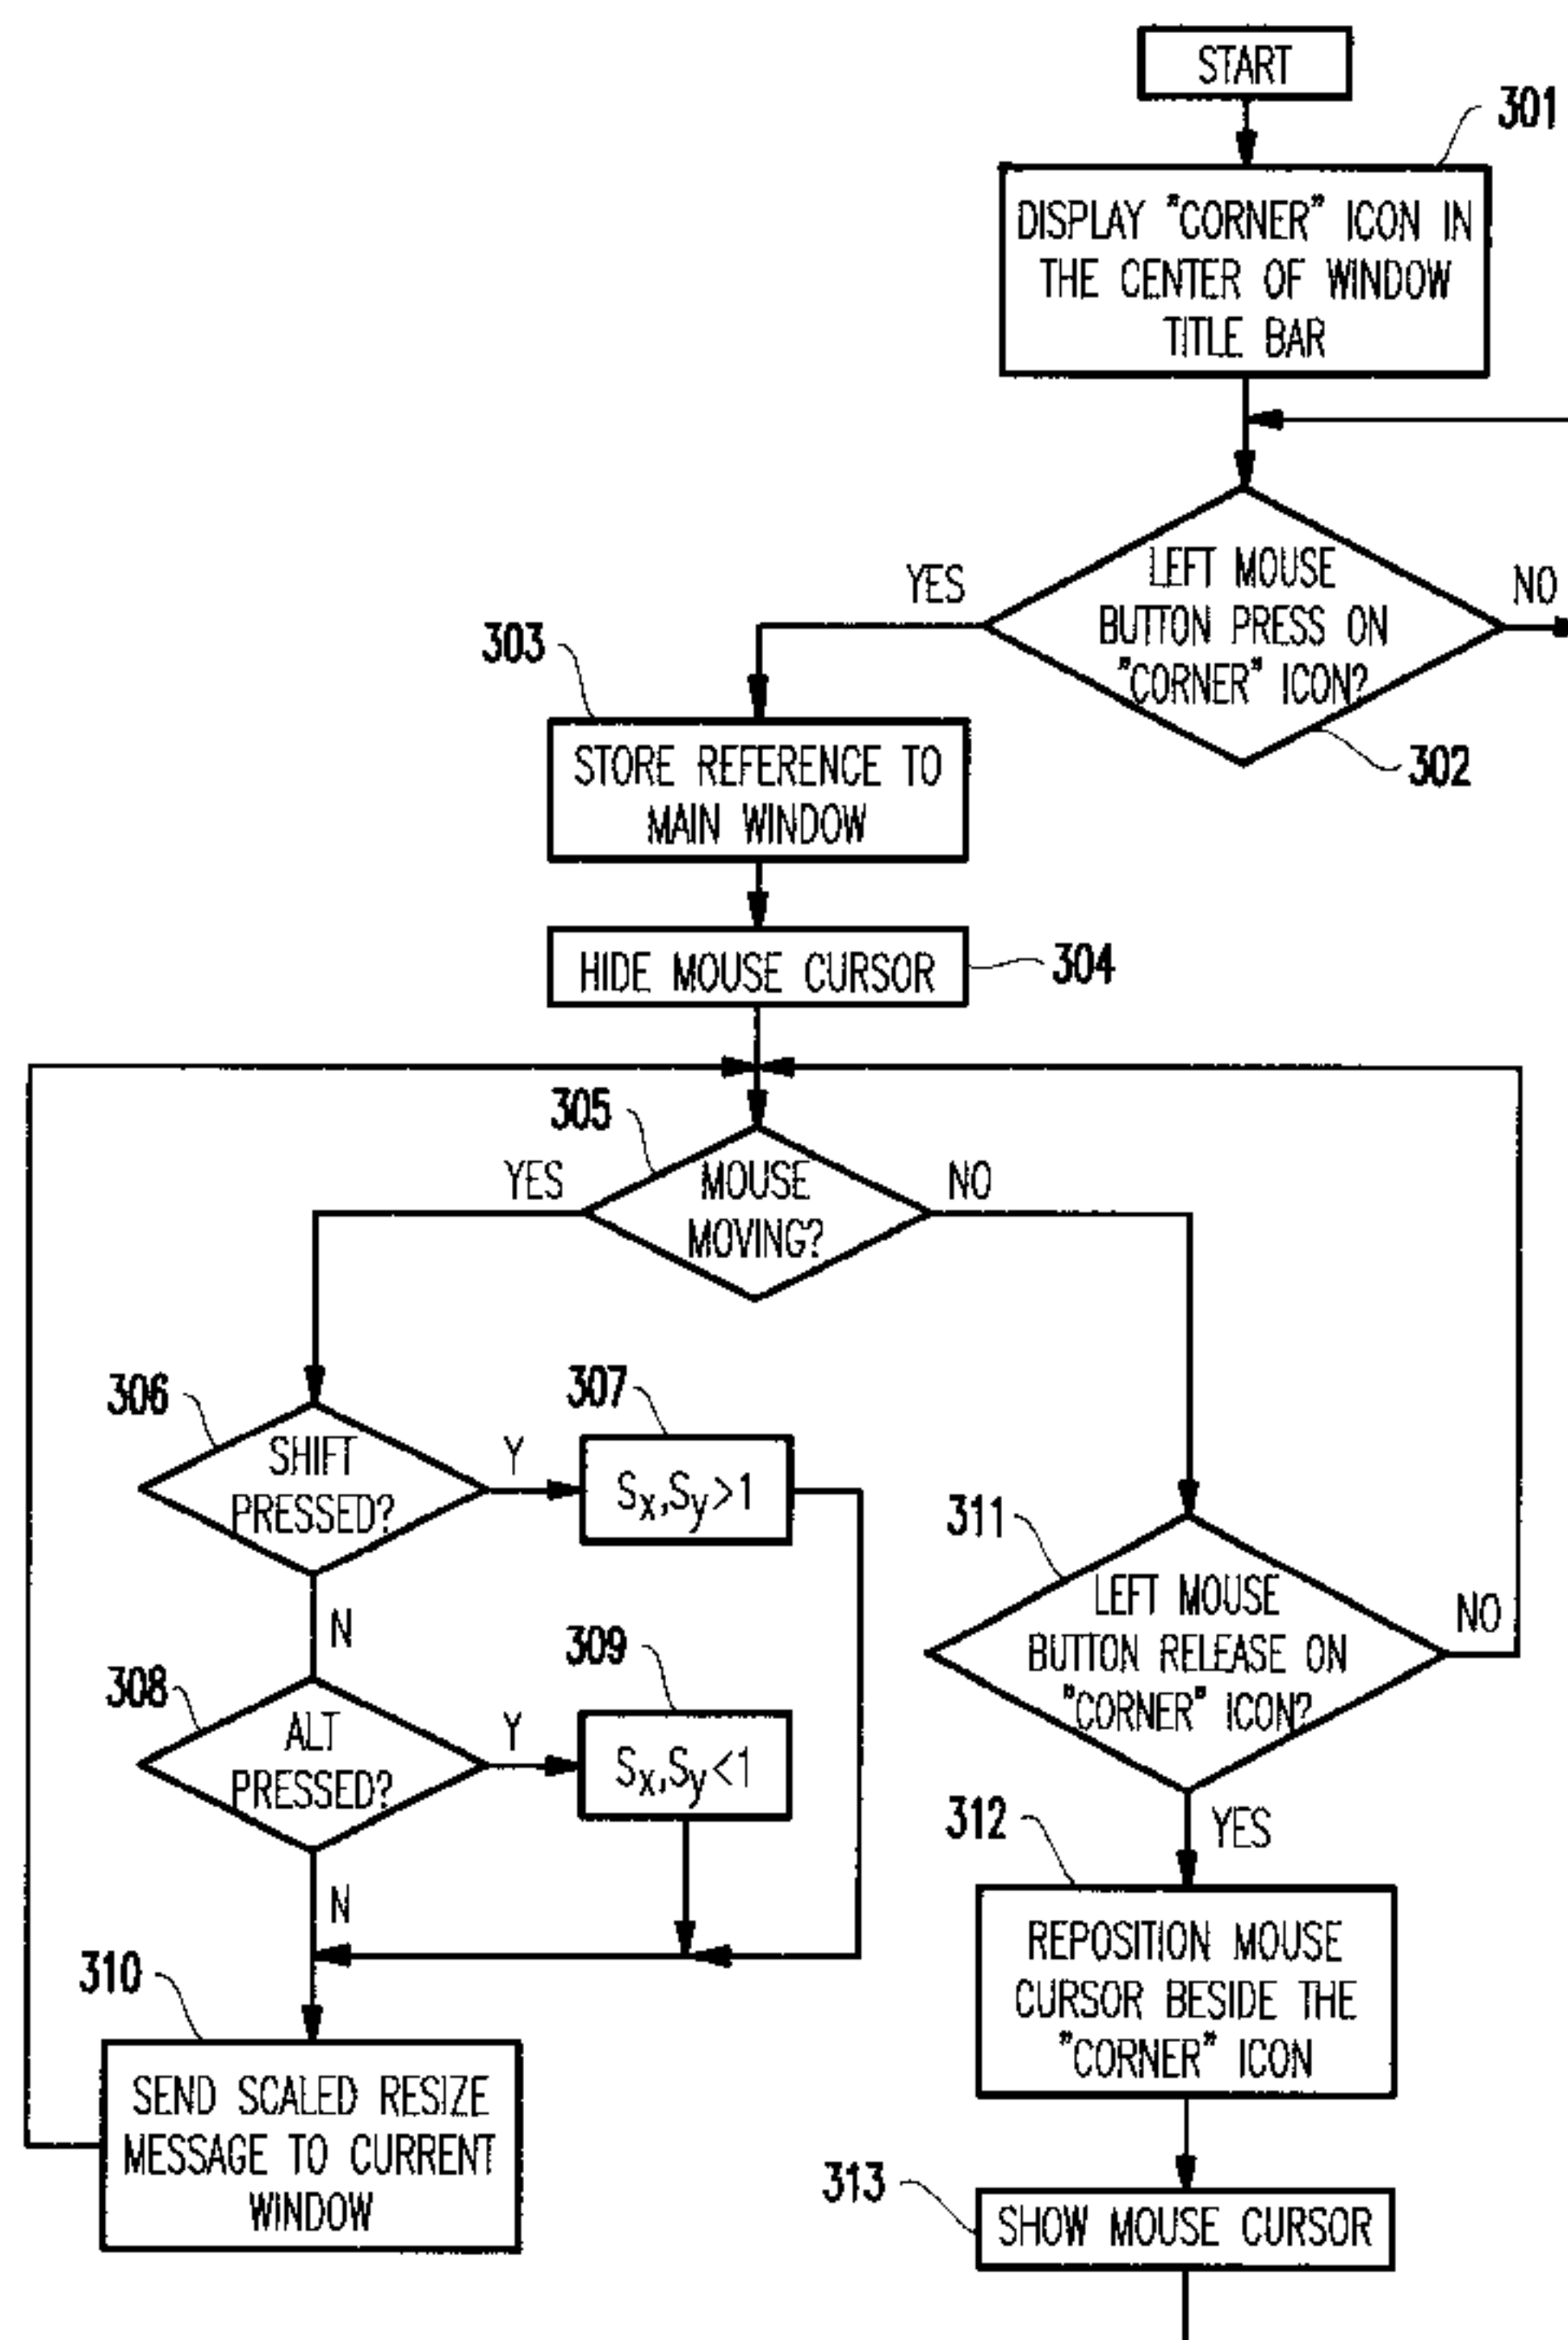 START
301
DISPLAY "CORNER" ICON IN
THE CENTER OF WINDOW
TITLE BAR
YES
LEFT MOUSE
BUTTON PRESS ON
"CORNER" ICON?
NO
302
303
STORE REFERENCE TO
MAIN WINDOW
HIDE MOUSE CURSOR
304
305
YES
MOUSE
MOVING?
NO
306
SHIFT
PRESSED?
Y
307
Sx,Sy>1
N
308
ALT
PRESSED?
Y
309
Sx,Sy<1
N
310
SEND SCALED RESIZE
MESSAGE TO CURRENT
WINDOW
311
LEFT MOUSE
BUTTON RELEASE ON
"CORNER" ICON?
NO
YES
312
REPOSITION MOUSE
CURSOR BESIDE THE
"CORNER" ICON
313
SHOW MOUSE CURSOR